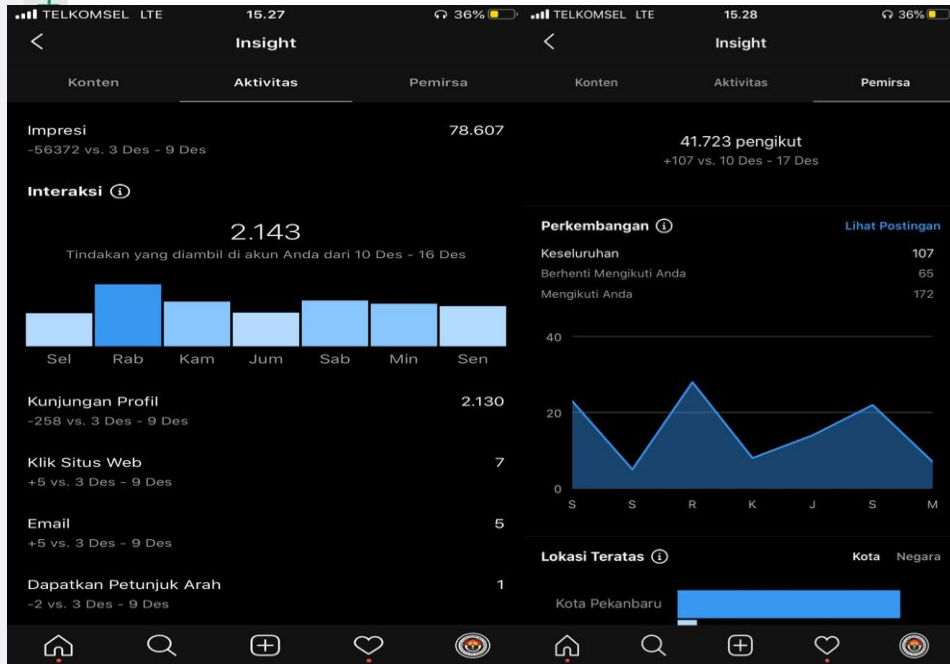 TELKOMSEL LTE 15.27 36%
Insight
Konten Aktivitas Pemirsa
Impresi 78.607
-56372 vs. 3 Des - 9 Des
Interaksi
2.143
Tindakan yang diambil di akun Anda dari 10 Des - 16 Des
Sel Rab Kam Jum Sab Min Sen
Kunjungan Profil 2.130
-258 vs. 3 Des - 9 Des
Klik Situs Web 7
+5 vs. 3 Des - 9 Des
Email 5
+5 vs. 3 Des - 9 Des
Dapatkan Petunjuk Arah 1
-2 vs. 3 Des - 9 Des
TELKOMSEL LTE 15.28 36%
Insight
Konten Aktivitas Pemirsa
41.723 pengikut
+107 vs. 10 Des - 17 Des
Perkembangan Lihat Postingan
Keseluruhan 107
Berhenti Mengikuti Anda 65
Mengikuti Anda 172
40
20
0
S S R K J S M
Lokasi Teratas Kota Negara
Kota Pekanbaru